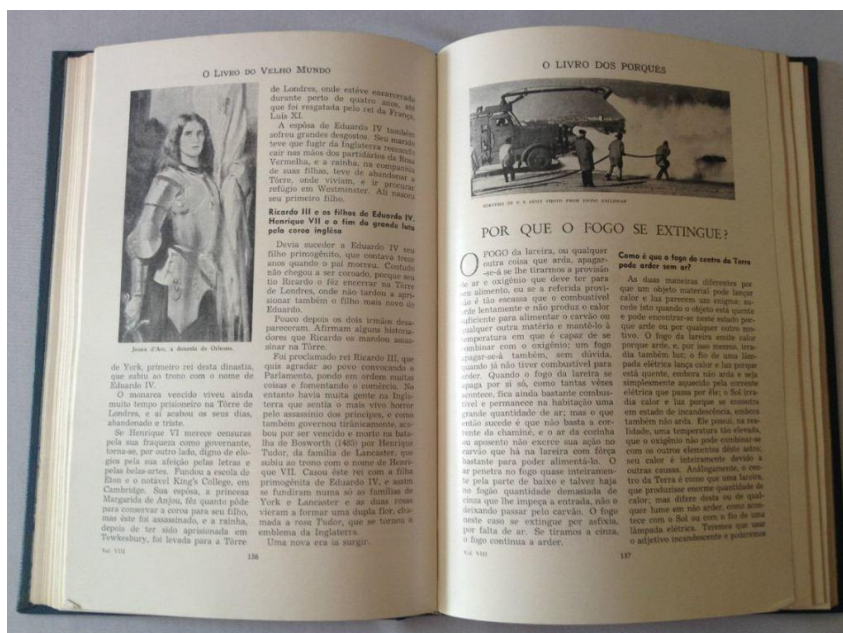 O LIVRO DO VELHO MUNDO
Joana d'Arc, a donzela de Orleans.
de York, primeiro rei desta dinastia,
que subiu ao trono com o nome de
Eduardo IV.
O monarca vencido viveu ainda
muito tempo prisioneiro na Tôrre de
Londres, e aí acabou os seus dias,
abandonado e triste.
Se Henrique VI merece censuras
pela sua fraqueza como governante,
torna-se, por outro lado, digno de elo-
gios pela sua afeição pelas letras e
pelas belas-artes. Fundou a escola de
Eton e o notável King's College, em
Cambridge. Sua espôsa, a princesa
Margarida de Anjou, fêz quanto pôde
para conservar a coroa para seu filho,
mas êste foi assassinado, e a rainha,
depois de ter sido aprisionada em
Tewkesbury, foi levada para a Tôrre
Vol. VIII
de Londres, onde estêve encarcerada
durante perto de quatro anos, até
que foi resgatada pelo rei da França,
Luís XI.
A espôsa de Eduardo IV também
sofreu grandes desgostos. Seu marido
teve que fugir da Inglaterra receando
cair nas mãos dos partidários da Rosa
Vermelha, e a rainha, na companhia
de suas filhas, teve de abandonar a
Tôrre, onde viviam, e ir procurar
refúgio em Westminster. Ali nasceu
seu primeiro filho.
Ricardo III e os filhos de Eduardo IV,
Henrique VII e o fim da grande luta
pela coroa inglêsa
Devia suceder a Eduardo IV seu
filho primogênito, que contava treze
anos quando o pai morreu. Contudo
não chegou a ser coroado, porque seu
tio Ricardo o fêz encerrar na Tôrre
de Londres, onde não tardou a apri-
sionar também o filho mais novo de
Eduardo.
Pouco depois os dois irmãos desa-
pareceram. Afirmam alguns historia-
dores que Ricardo os mandou assas-
sinar na Tôrre.
Foi proclamado rei Ricardo III, que
quis agradar ao povo convocando o
Parlamento, pondo em ordem muitas
coisas e fomentando o comércio. No
entanto havia muita gente na Ingla-
terra que sentia o mais vivo horror
pelo assassínio dos príncipes, e como
também governou tirânicamente, aca-
bou por ser vencido e morto na bata-
lha de Bosworth (1485) por Henrique
Tudor, da família de Lancaster, que
subiu ao trono com o nome de Henri-
que VII. Casou êste rei com a filha
primogênita de Eduardo IV, e assim
se fundiram numa só as famílias de
York e Lancaster e as duas rosas
vieram a formar uma dupla flor, cha-
mada a rosa Tudor, que se tornou o
emblema da Inglaterra.
Uma nova era ia surgir.
136
O LIVRO DOS PORQUÊS
POR QUE O FOGO SE EXTINGUE?
O FOGO da lareira, ou qualquer
outra coisa que arda, apagar-
-se-á se lhe tirarmos a provisão
de ar e oxigênio que deve ter para
seu alimento, ou ar a referida provi-
são é tão escassa que o combustível
arde lentamente e não produz o calor
suficiente para alimentar o carvão ou
qualquer outra matéria e mantê-lo à
temperatura em que é capaz de se
combinar com o oxigênio; um fogo
apagar-se-á também, sem dúvida,
quando já não tiver combustível para
arder. Quando o fogo da lareira se
apaga por si só, como tantas vêzes
acontece, fica ainda bastante combus-
tível e permanece na habitação uma
grande quantidade de ar; mas o que
então sucede é que não basta a cor-
rente da chaminé, e o ar da cozinha
ou aposento não exerce sua ação no
carvão que há na lareira com fôrça
bastante para poder alimentá-lo. O
ar penetra no fogo quase inteiramen-
te pela parte de baixo e talvez haja
no fogão quantidade demasiada de
cinza que lhe impeça a entrada, não o
deixando passar pelo carvão. O fogo
neste caso se extingue por asfixia,
por falta de ar. Se tiramos a cinza,
o fogo continua a arder.
Vol. VIII
Como é que o fogo do centro da Terra
pode arder sem ar?
As duas maneiras diferentes por
que um objeto material pode lançar
calor e luz parecem um enigma: su-
cede isto quando o objeto está quente
e pode encontrar-se nesse estado por-
que arde ou por qualquer outro mo-
tivo. O fogo da lareira emite calor
porque arde, e, por isso mesmo, irra-
dia também luz; o fio de uma lâm-
pada elétrica lança calor e luz porque
está quente, embora não arda e seja
simplesmente aquecido pela corrente
elétrica que passa por êle; o Sol irra-
dia calor e luz porque se encontra
em estado de incandescência, embora
também não arda. Êle possui, na rea-
lidade, uma temperatura tão elevada,
que o oxigênio não pode combinar-se
com os outros elementos dêste astro;
seu calor é inteiramente devido a
outras causas. Anàlogamente, o cen-
tro da Terra é como que uma lareira,
que produzisse enorme quantidade de
calor; mas difere desta ou de qual-
quer lume em não arder, como acon-
tece com o Sol ou com o fio de uma
lâmpada elétrica. Teremos que usar
o adjetivo incandescente e poderemos
137